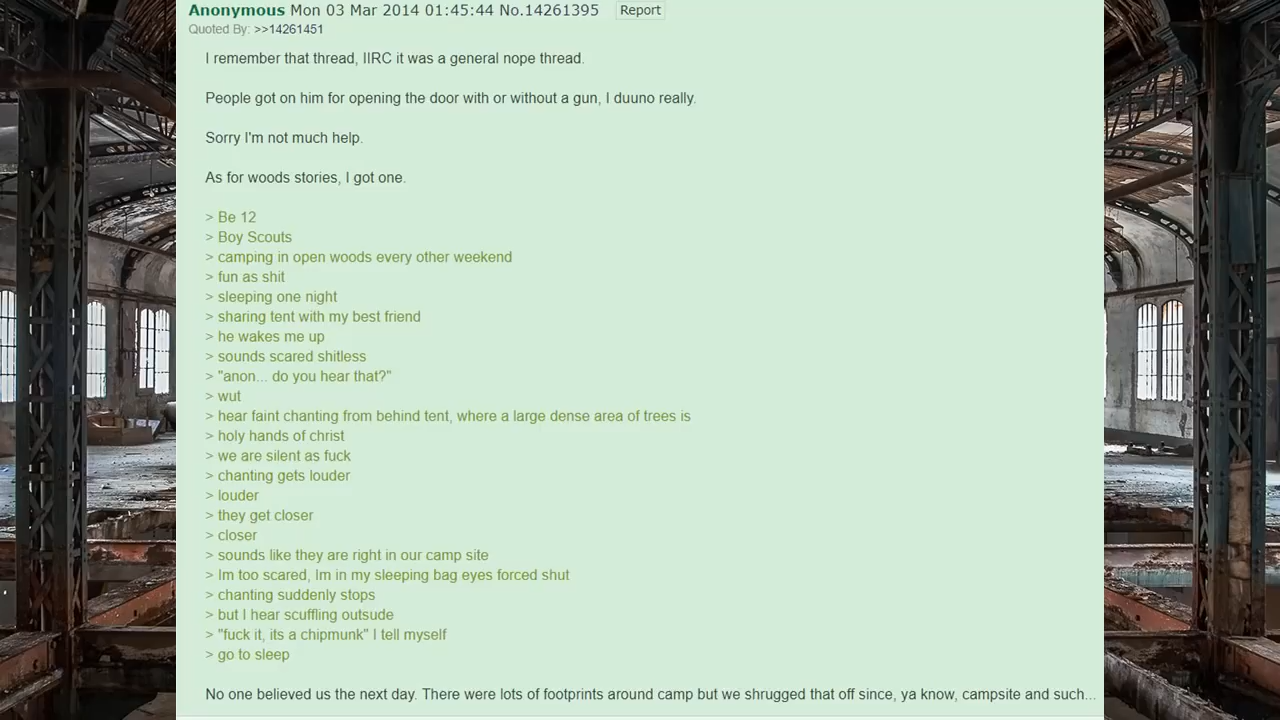 Anonymous Mon 03 Mar 2014 01:45:44 No.14261395 Report
Quoted By: >>14261451
I remember that thread, IIRC it was a general nope thread.
People got on him for opening the door with or without a gun, I duuno really.
Sorry I'm not much help.
As for woods stories, I got one.
> Be 12
> Boy Scouts
> camping in open woods every other weekend
> fun as shit
> sleeping one night
> sharing tent with my best friend
> he wakes me up
> sounds scared shitless
> "anon... do you hear that?"
> wut
> hear faint chanting from behind tent, where a large dense area of trees is
> holy hands of christ
> we are silent as fuck
> chanting gets louder
> louder
> they get closer
> closer
> sounds like they are right in our camp site
> Im too scared, Im in my sleeping bag eyes forced shut
> chanting suddenly stops
> but I hear scuffling outsude
> "fuck it, its a chipmunk" I tell myself
> go to sleep
No one believed us the next day. There were lots of footprints around camp but we shrugged that off since, ya know, campsite and such...